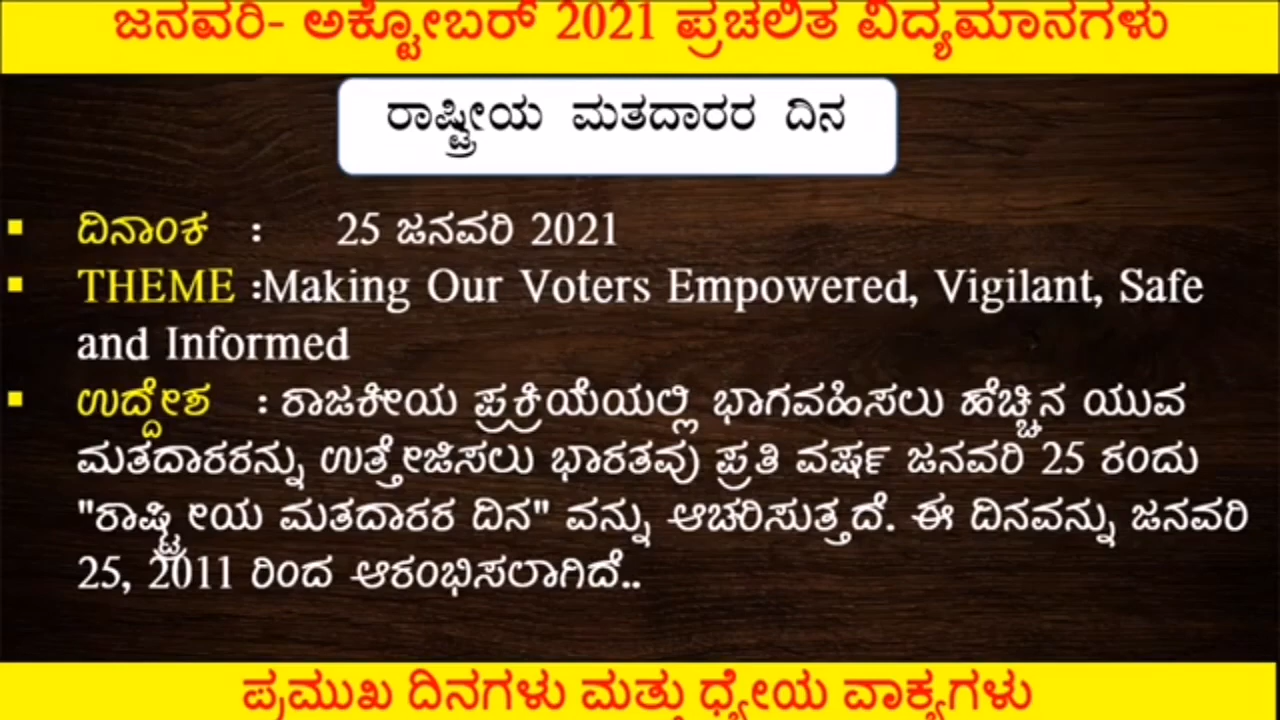 ಜನವರಿ- ಅಕ್ಟೋಬರ್ 2021 ಪ್ರಚಲಿತ ವಿದ್ಯಮಾನಗಳು
ರಾಷ್ಟ್ರೀಯ ಮತದಾರರ ದಿನ
▪ ದಿನಾಂಕ : 25 ಜನವರಿ 2021
▪ THEME :Making Our Voters Empowered, Vigilant, Safe
and Informed
▪ ಉದ್ದೇಶ : ರಾಜಕೀಯ ಪ್ರಕ್ರಿಯೆಯಲ್ಲಿ ಭಾಗವಹಿಸಲು ಹೆಚ್ಚಿನ ಯುವ
ಮತದಾರರನ್ನು ಉತ್ತೇಜಿಸಲು ಭಾರತವು ಪ್ರತಿ ವರ್ಷ ಜನವರಿ 25 ರಂದು
"ರಾಷ್ಟ್ರೀಯ ಮತದಾರರ ದಿನ" ವನ್ನು ಆಚರಿಸುತ್ತದೆ. ಈ ದಿನವನ್ನು ಜನವರಿ
25, 2011 ರಿಂದ ಆರಂಭಿಸಲಾಗಿದೆ..
ಪ್ರಮುಖ ದಿನಗಳು ಮತ್ತು ಧ್ಯೇಯ ವಾಕ್ಯಗಳು